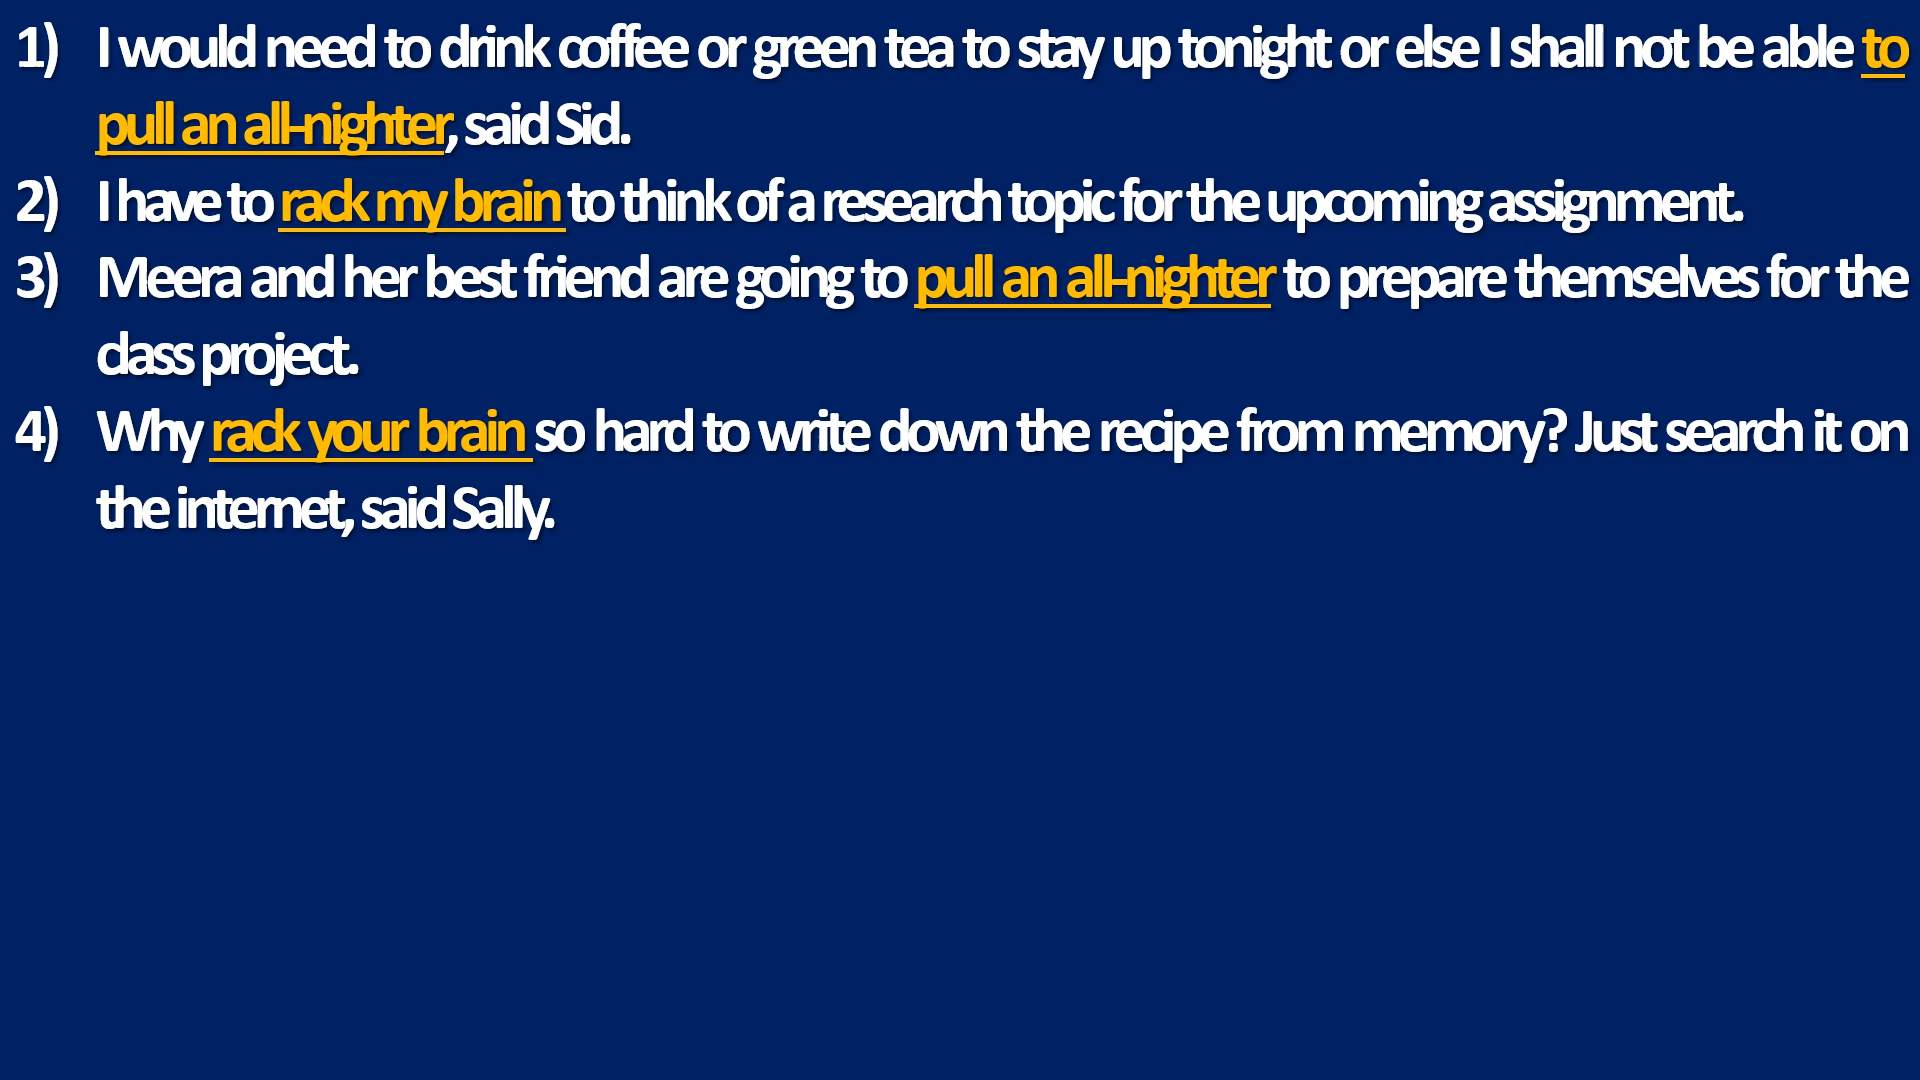 1) I would need to drink coffee or green tea to stay up tonight or else I shall not be able to
pull an all-nighter, said Sid.
2) I have to rack my brain to think of a research topic for the upcoming assignment.
3) Meera and her best friend are going to pull an all-nighter to prepare themselves for the
class project.
4) Why rack your brain so hard to write down the recipe from memory? Just search it on
the internet, said Sally.